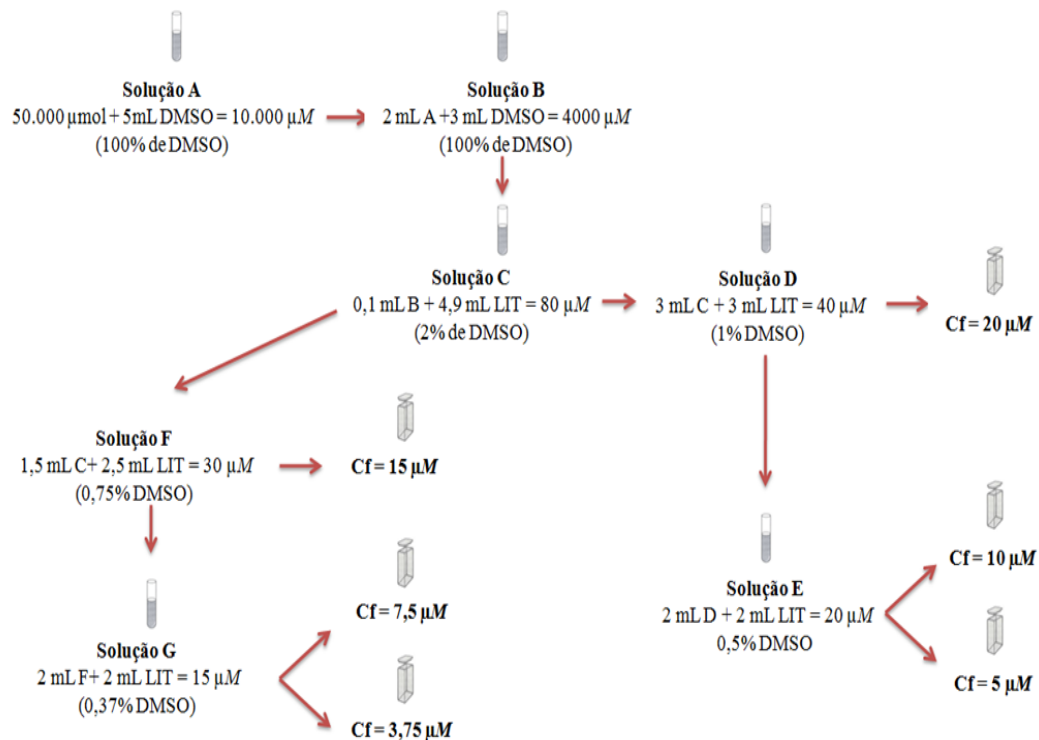 Solução A
50.000 µmol + 5mL DMSO = 10.000 µM
(100% de DMSO)
Solução B
2 mL A +3 mL DMSO = 4000 µM
(100% de DMSO)
Solução C
0,1 mL B + 4,9 mL LIT = 80 µM
(2% de DMSO)
Solução D
3 mL C + 3 mL LIT = 40 µM
(1% DMSO)
Cf = 20 µM
Solução F
1,5 mL C+ 2,5 mL LIT = 30 µM
(0,75% DMSO)
Cf = 15 µM
Solução E
2 mL D + 2 mL LIT = 20 µM
0,5% DMSO
Cf = 10 µM
Cf = 5 µM
Solução G
2 mL F+ 2 mL LIT = 15 µM
(0,37% DMSO)
Cf = 7,5 µM
Cf = 3,75 µM